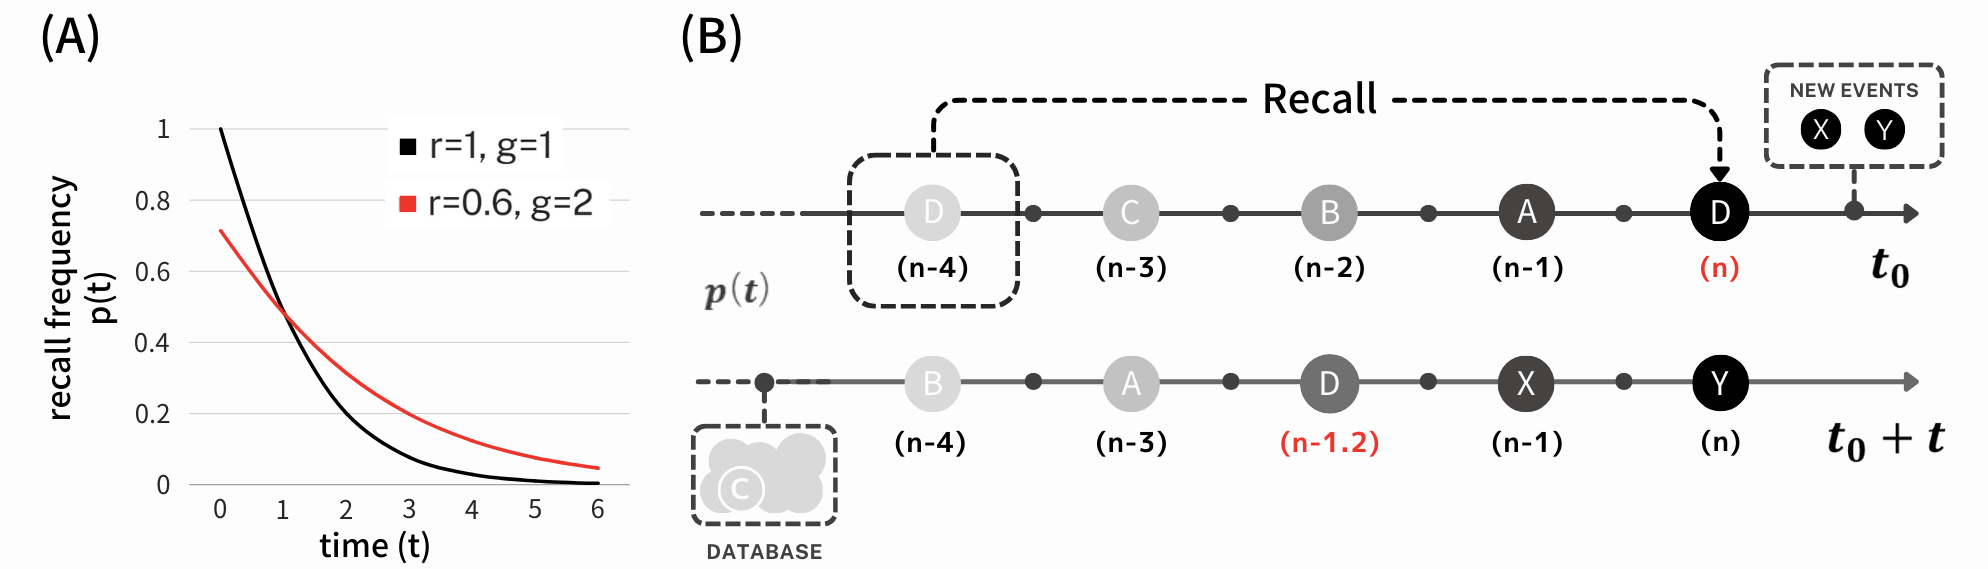 (A)
1
0.8
0.6
0.4
0.2
0
recall frequency
p(t)
0 1 2 3 4 5 6
time (t)
r=1, g=1
r=0.6, g=2
(B)
Recall
NEW EVENTS
X Y
D C B A D
(n-4) (n-3) (n-2) (n-1) (n)
t₀
p(t)
B A D X Y
(n-4) (n-3) (n-1.2) (n-1) (n)
t₀ + t
C
DATABASE